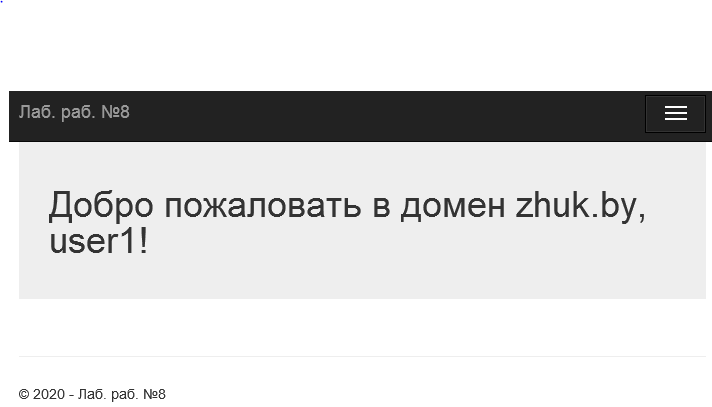 Лаб. раб. №8
Добро пожаловать в домен zhuk.by,
user1!
© 2020 - Лаб. раб. №8